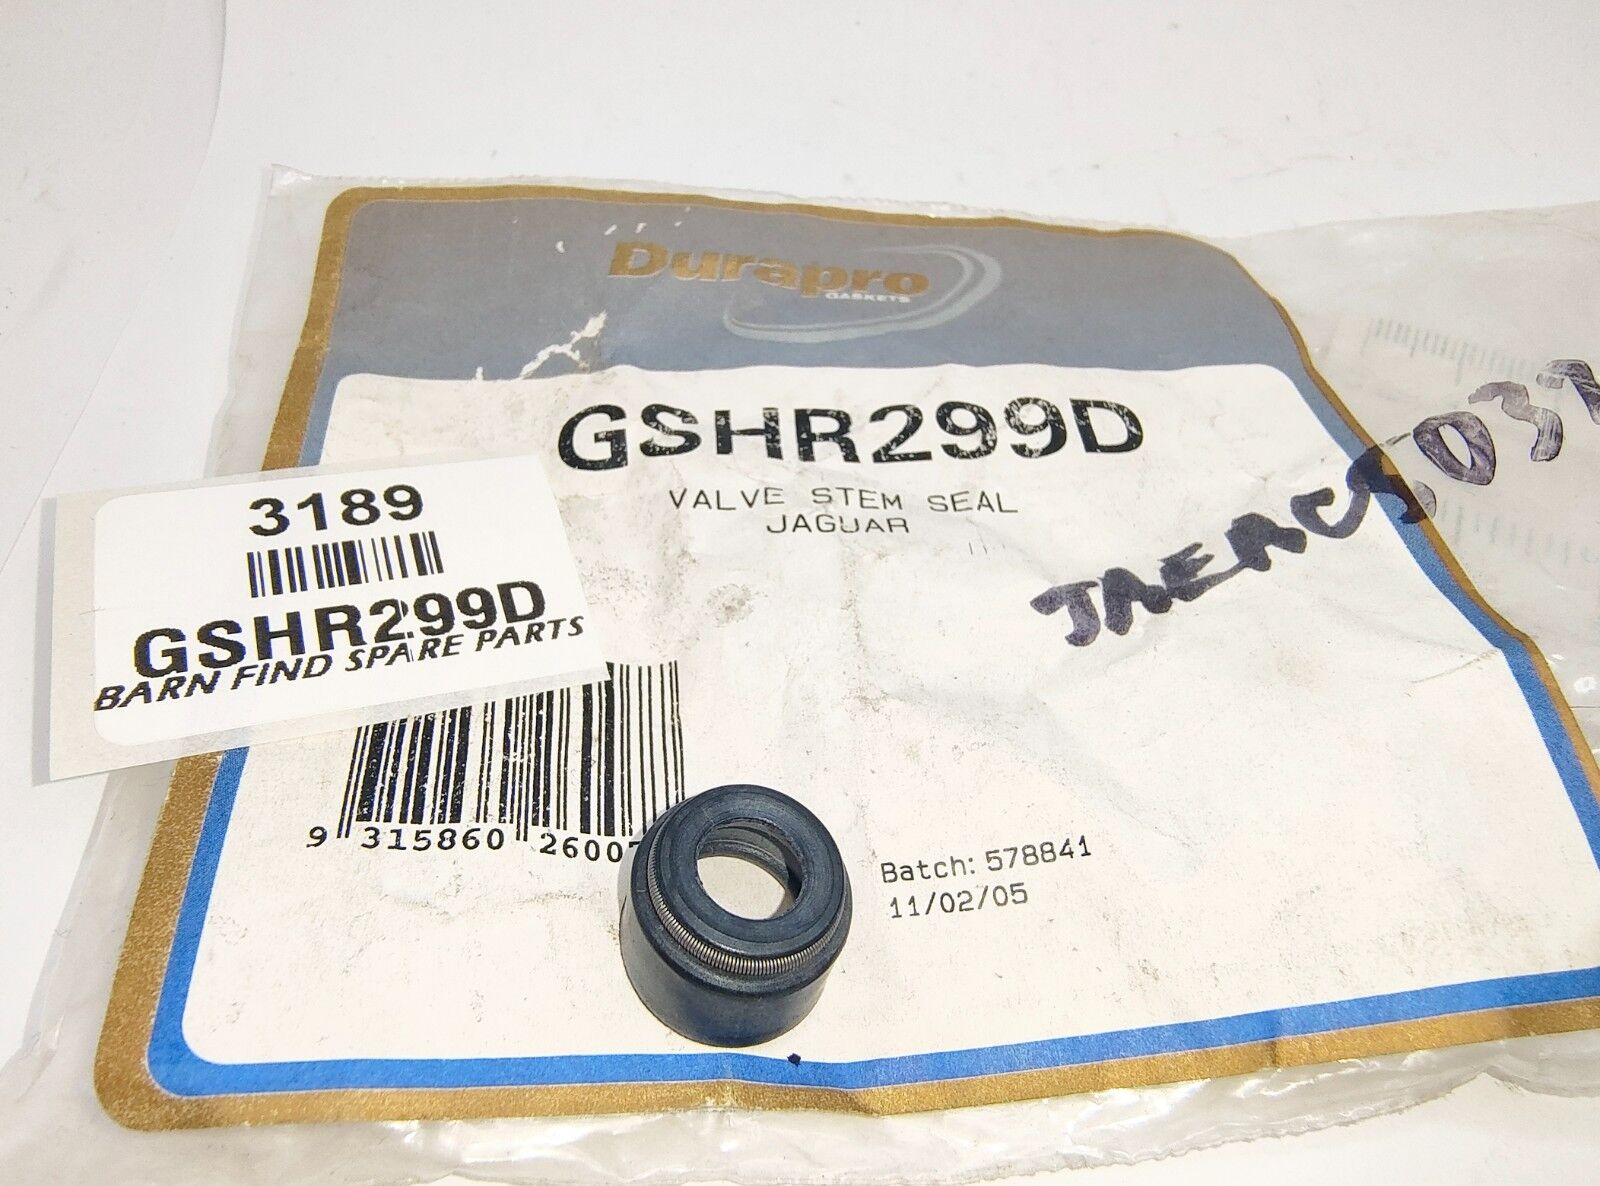 Durapro
GASKETS
GSHR299D
VALVE STEM SEAL
JAGUAR
3189
GSHR299D
BARN FIND SPARE PARTS
9 315860 2600
Batch: 578841
11/02/05